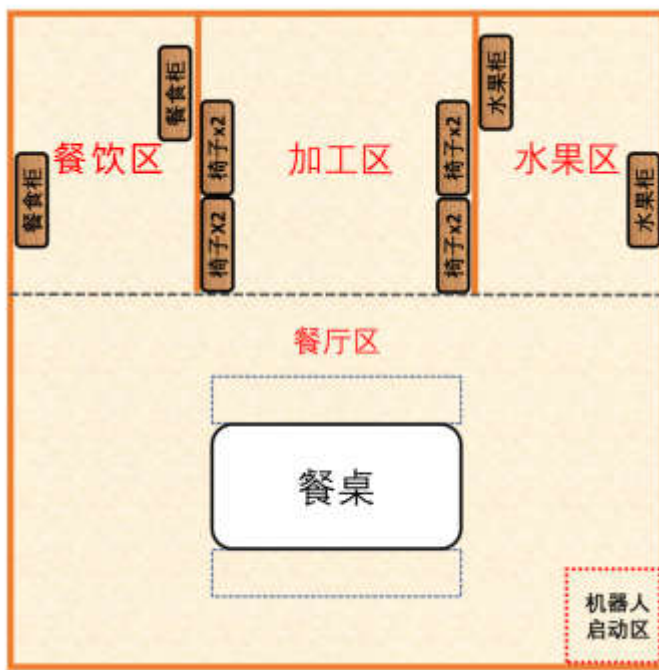 餐食柜
水果柜
椅子x2
椅子x2
餐饮区
加工区
水果区
餐食柜
水果柜
椅子x2
椅子x2
餐厅区
餐桌
机器人
启动区